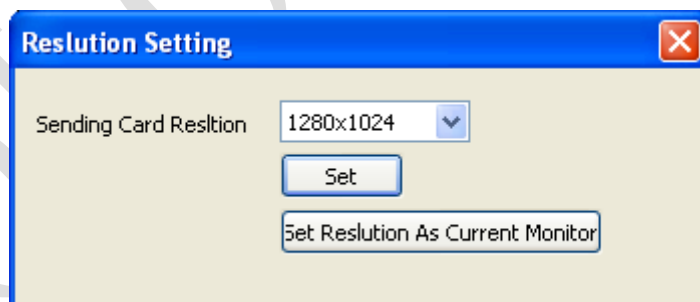 Reslution Setting
Sending Card Resltion 1280x1024
Set
Set Reslution As Current Monitor